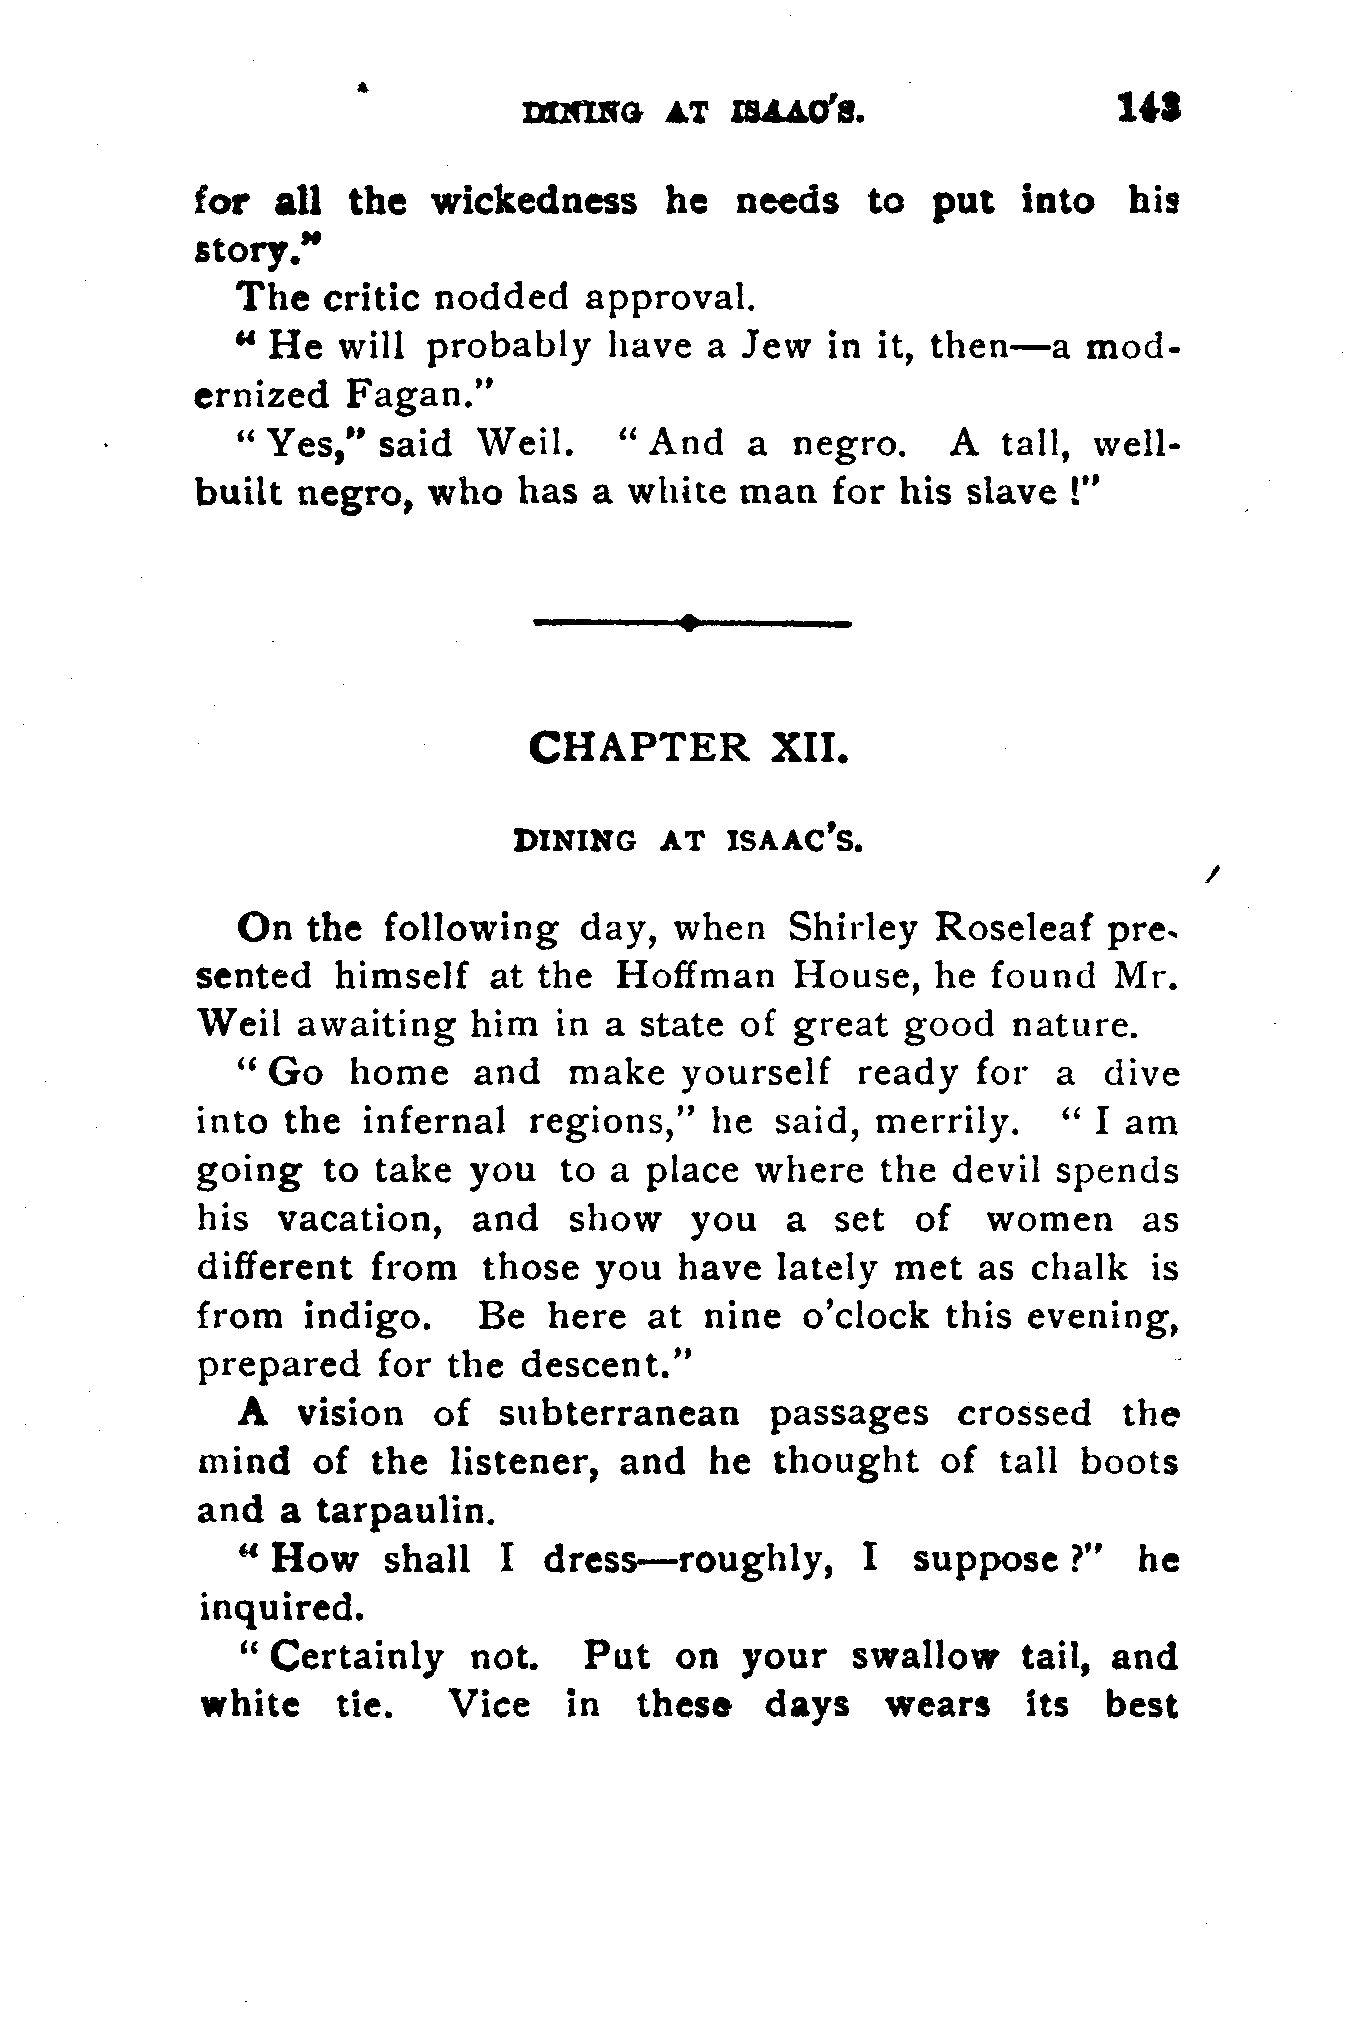 DINING AT ISAAC'S. 143
for all the wickedness he needs to put into his
story."
The critic nodded approval.
"He will probably have a Jew in it, then—a mod-
ernized Fagan."
"Yes," said Weil. "And a negro. A tall, well-
built negro, who has a white man for his slave!"
CHAPTER XII.
DINING AT ISAAC'S.
On the following day, when Shirley Roseleaf pre-
sented himself at the Hoffman House, he found Mr.
Weil awaiting him in a state of great good nature.
"Go home and make yourself ready for a dive
into the infernal regions," he said, merrily. "I am
going to take you to a place where the devil spends
his vacation, and show you a set of women as
different from those you have lately met as chalk is
from indigo. Be here at nine o'clock this evening,
prepared for the descent."
A vision of subterranean passages crossed the
mind of the listener, and he thought of tall boots
and a tarpaulin.
"How shall I dress—roughly, I suppose?" he
inquired.
"Certainly not. Put on your swallow tail, and
white tie. Vice in these days wears its best